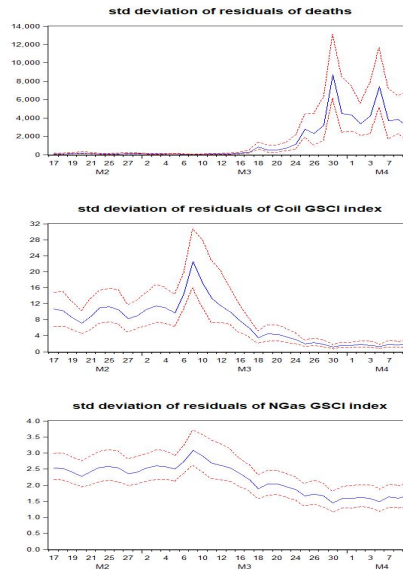 std deviation of residuals of deaths
14,000
12,000
10,000
8,000
6,000
4,000
2,000
0
17 19 21 25 27 2 4 6 8 10 12 16 18 20 24 26 30 1 3 7
M2 M3 M4
std deviation of residuals of Coil GSCI index
32
28
24
20
16
12
8
4
0
17 19 21 25 27 2 4 6 8 10 12 16 18 20 24 26 30 1 3 7
M2 M3 M4
std deviation of residuals of NGas GSCI index
4.0
3.5
3.0
2.5
2.0
1.5
1.0
0.5
0.0
17 19 21 25 27 2 4 6 8 10 12 16 18 20 24 26 30 1 3 7
M2 M3 M4